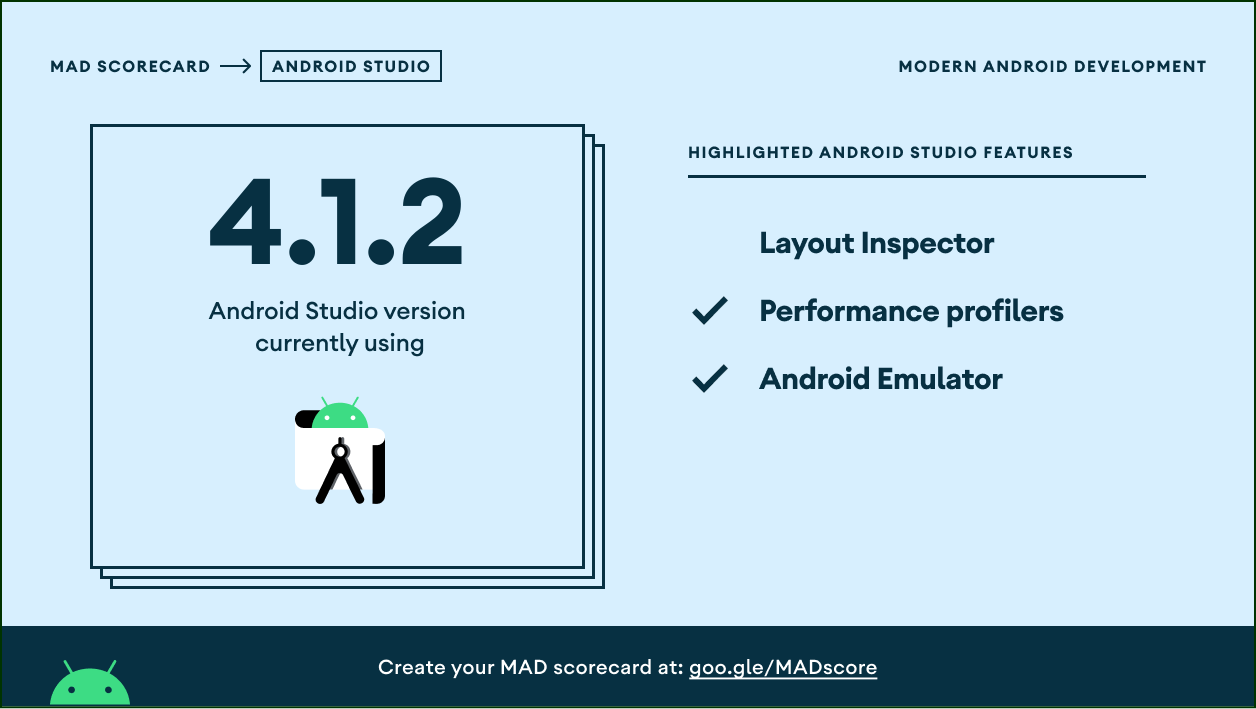 MAD SCORECARD → ANDROID STUDIO
MODERN ANDROID DEVELOPMENT
4.1.2
Android Studio version
currently using
HIGHLIGHTED ANDROID STUDIO FEATURES
Layout Inspector
✓ Performance profilers
✓ Android Emulator
Create your MAD scorecard at: goo.gle/MADscore